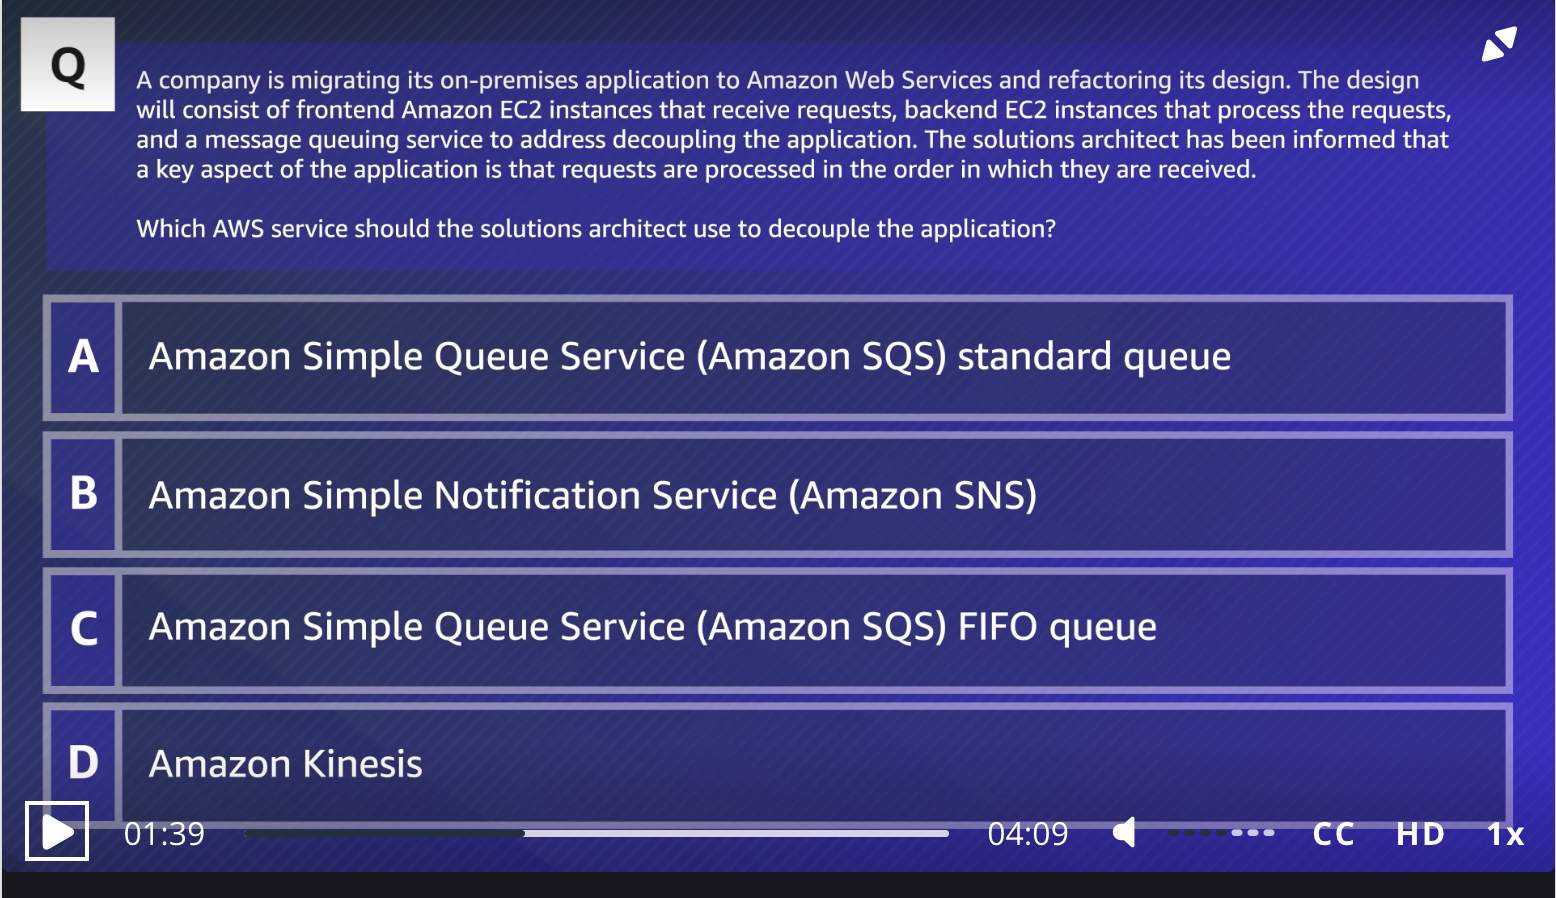 Q
A company is migrating its on-premises application to Amazon Web Services and refactoring its design. The design
will consist of frontend Amazon EC2 instances that receive requests, backend EC2 instances that process the requests,
and a message queuing service to address decoupling the application. The solutions architect has been informed that
a key aspect of the application is that requests are processed in the order in which they are received.
Which AWS service should the solutions architect use to decouple the application?
A Amazon Simple Queue Service (Amazon SQS) standard queue
B Amazon Simple Notification Service (Amazon SNS)
C Amazon Simple Queue Service (Amazon SQS) FIFO queue
D Amazon Kinesis
01:39 04:09 CC HD 1x